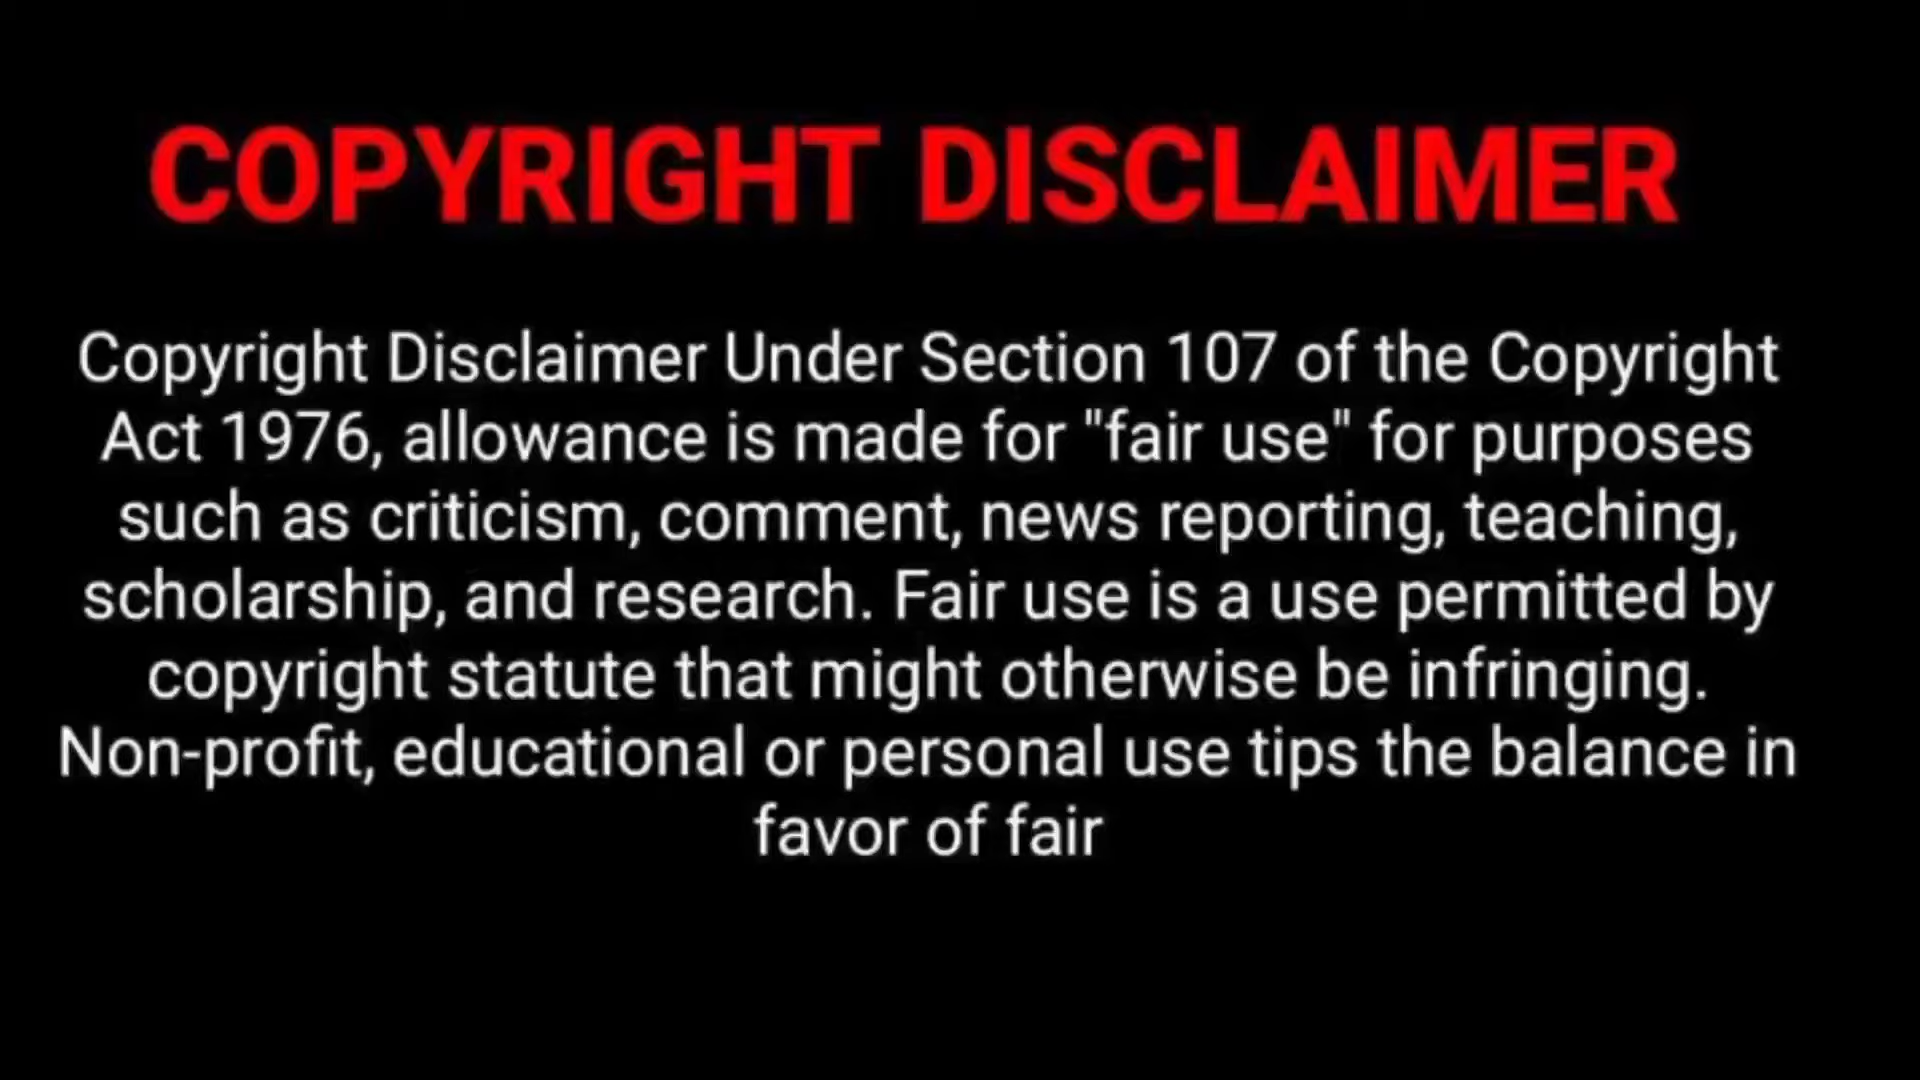 COPYRIGHT DISCLAIMER
Copyright Disclaimer Under Section 107 of the Copyright
Act 1976, allowance is made for "fair use" for purposes
such as criticism, comment, news reporting, teaching,
scholarship, and research. Fair use is a use permitted by
copyright statute that might otherwise be infringing.
Non-profit, educational or personal use tips the balance in
favor of fair